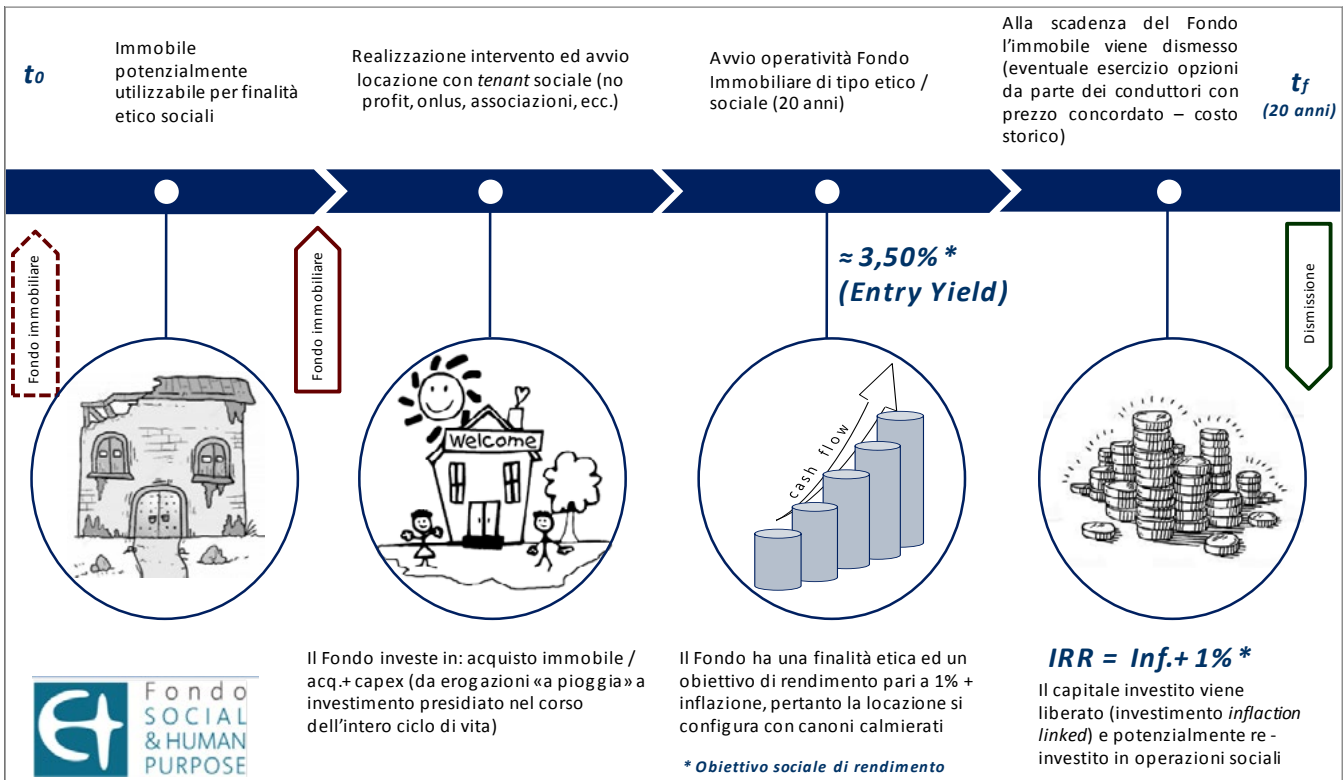 t0
Immobile
potenzialmente
utilizzabile per finalità
etico sociali
Realizzazione intervento ed avvio
locazione con tenant sociale (no
profit, onlus, associazioni, ecc.)
Avvio operatività Fondo
Immobiliare di tipo etico /
sociale (20 anni)
Alla scadenza del Fondo
l’immobile viene dismesso
(eventuale esercizio opzioni
da parte dei conduttori con
prezzo concordato – costo
storico)
tf
(20 anni)
Fondo immobiliare
Fondo immobiliare
≈ 3,50% *
(Entry Yield)
Dismissione
Welcome
cash flow
Il Fondo investe in: acquisto immobile /
acq.+ capex (da erogazioni «a pioggia» a
investimento presidiato nel corso
dell’intero ciclo di vita)
Il Fondo ha una finalità etica ed un
obiettivo di rendimento pari a 1% +
inflazione, pertanto la locazione si
configura con canoni calmierati
* Obiettivo sociale di rendimento
IRR = Inf.+ 1% *
Il capitale investito viene
liberato (investimento inflaction
linked) e potenzialmente re -
investito in operazioni sociali
Fondo
SOCIAL
& HUMAN
PURPOSE